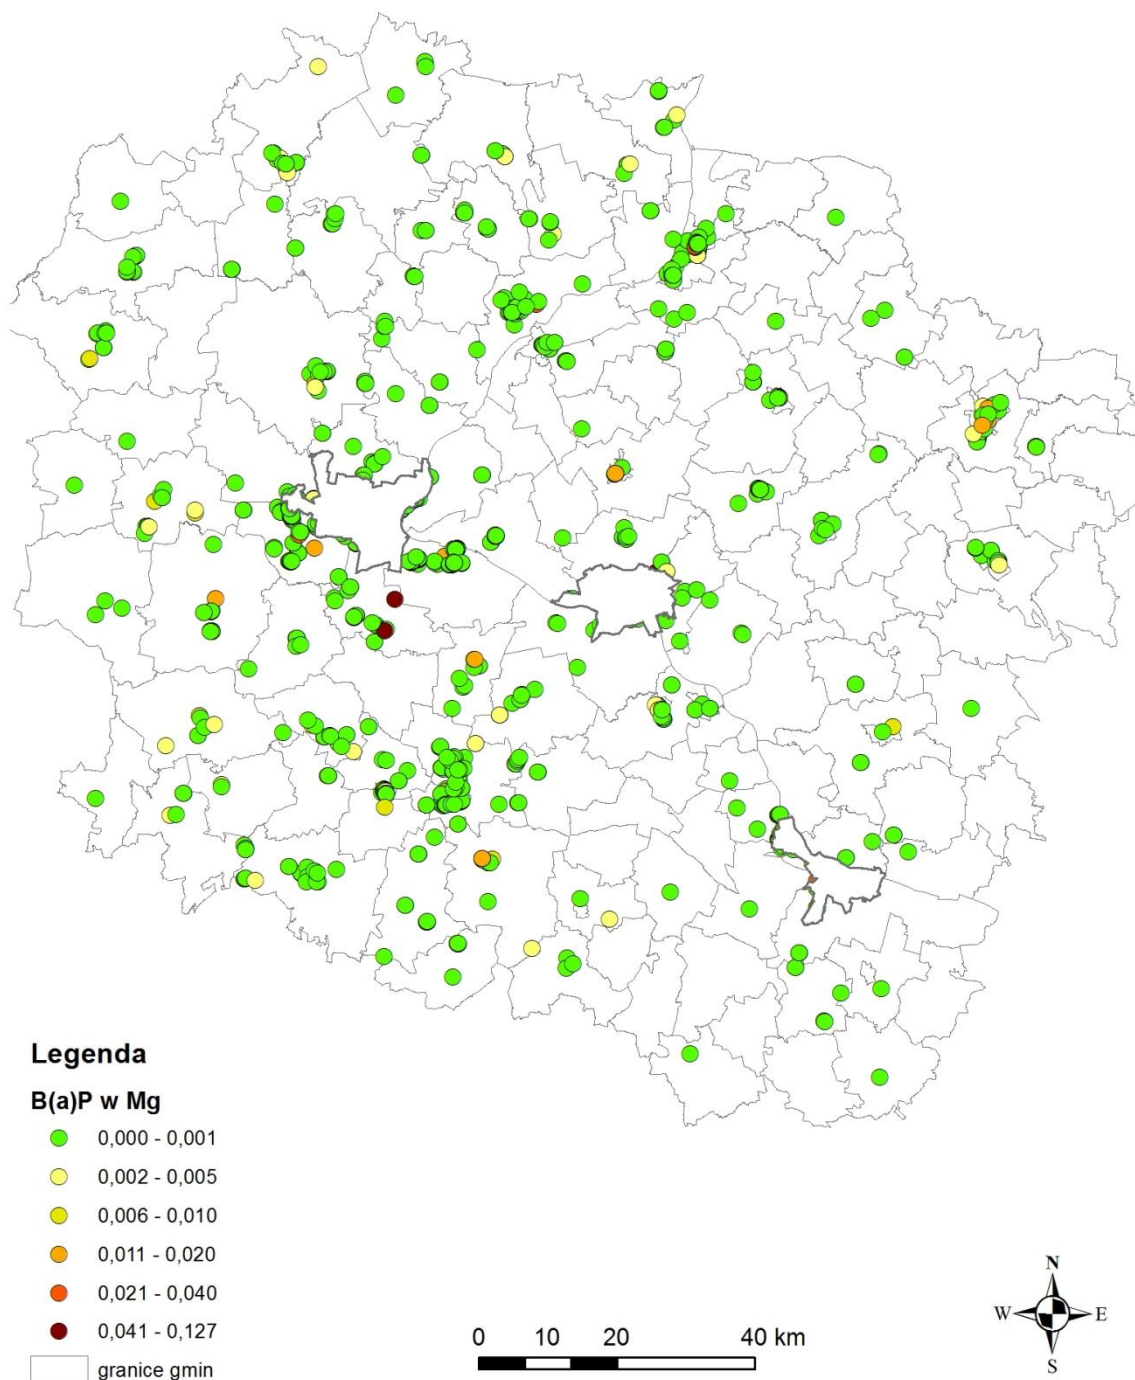 Legenda
B(a)P w Mg
0,000 - 0,001
0,002 - 0,005
0,006 - 0,010
0,011 - 0,020
0,021 - 0,040
0,041 - 0,127
granice gmin
0 10 20 40 km
N
W E
S